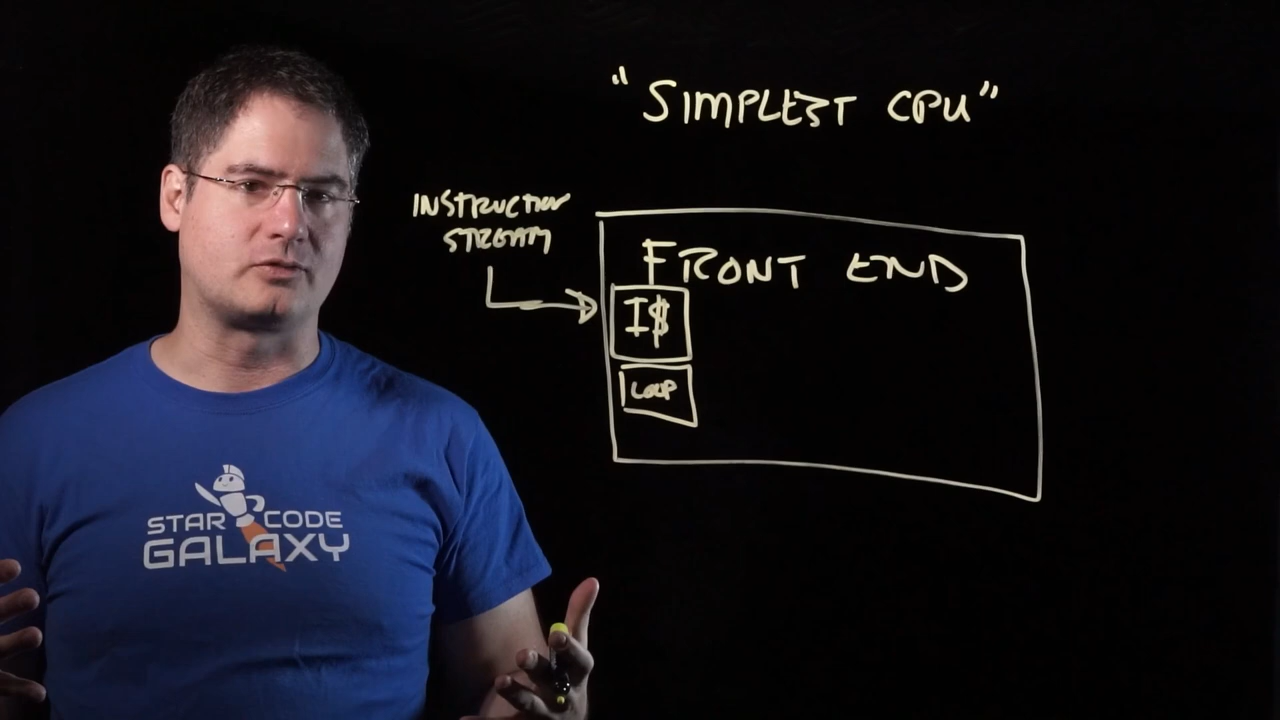 "SIMPLEST CPU"
INSTRUCTION
STREAM
FRONT END
I$
LOOP
STAR CODE
GALAXY